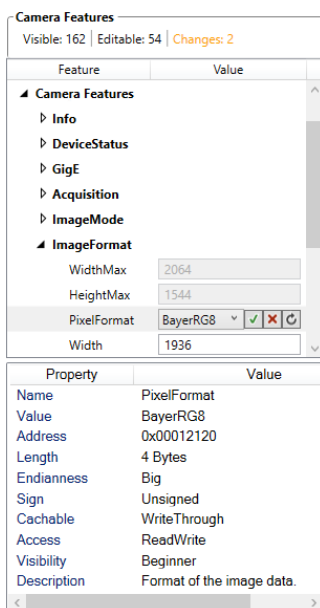 Camera Features
Visible: 162 Editable: 54 Changes: 2
Feature Value
Camera Features
Info
DeviceStatus
GigE
Acquisition
ImageMode
ImageFormat
WidthMax 2064
HeightMax 1544
PixelFormat BayerRG8
Width 1936
Property Value
Name PixelFormat
Value BayerRG8
Address 0x00012120
Length 4 Bytes
Endianness Big
Sign Unsigned
Cachable WriteThrough
Access ReadWrite
Visibility Beginner
Description Format of the image data.